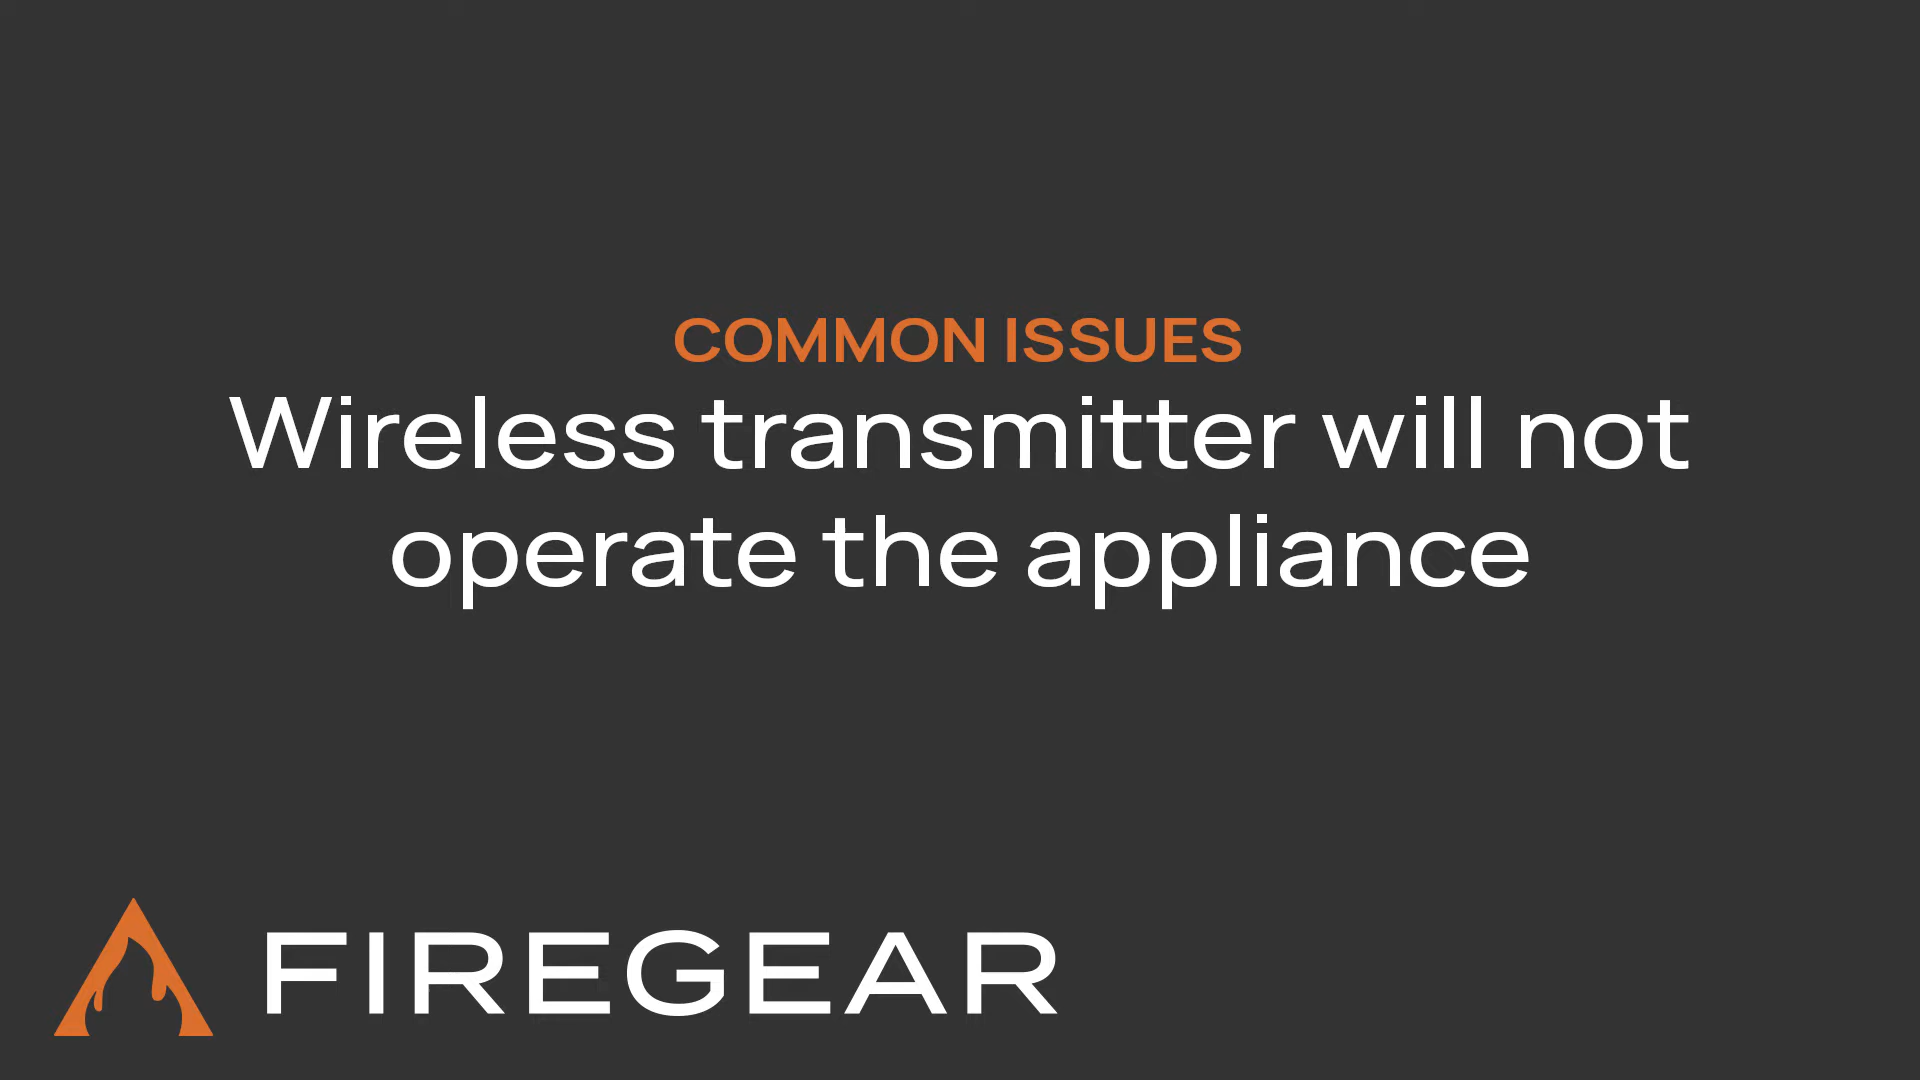 COMMON ISSUES
Wireless transmitter will not
operate the appliance
FIREGEAR